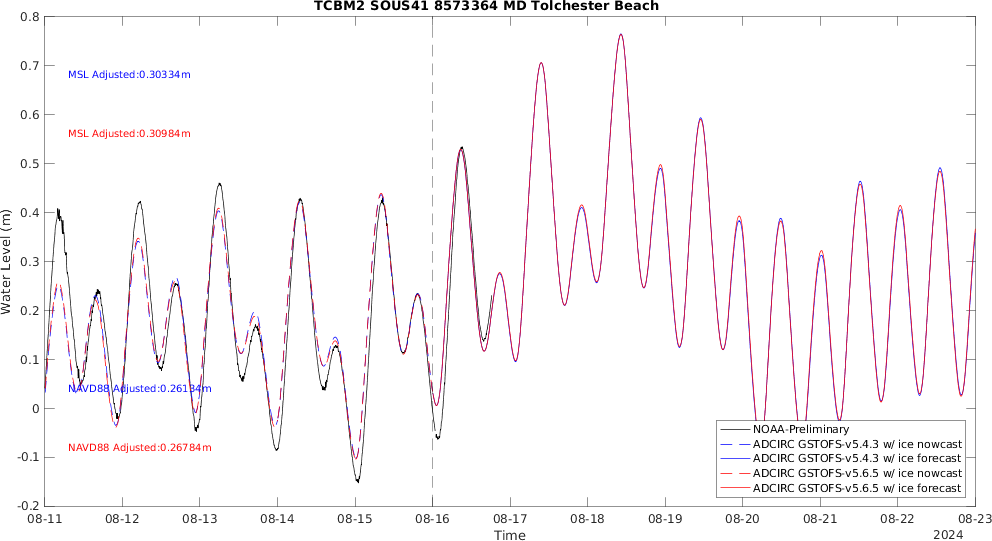 TCBM2 SOUS41 8573364 MD Tolchester Beach
0.8
0.7
0.6
0.5
0.4
0.3
0.2
0.1
0
-0.1
-0.2
Water Level (m)
MSL Adjusted:0.30334m
MSL Adjusted:0.30984m
NAVD88 Adjusted:0.26134m
NAVD88 Adjusted:0.26784m
NOAA-Preliminary
ADCIRC GSTOFS-v5.4.3 w/ ice nowcast
ADCIRC GSTOFS-v5.4.3 w/ ice forecast
ADCIRC GSTOFS-v5.6.5 w/ ice nowcast
ADCIRC GSTOFS-v5.6.5 w/ ice forecast
08-11 08-12 08-13 08-14 08-15 08-16 08-17 08-18 08-19 08-20 08-21 08-22 08-23
Time
2024